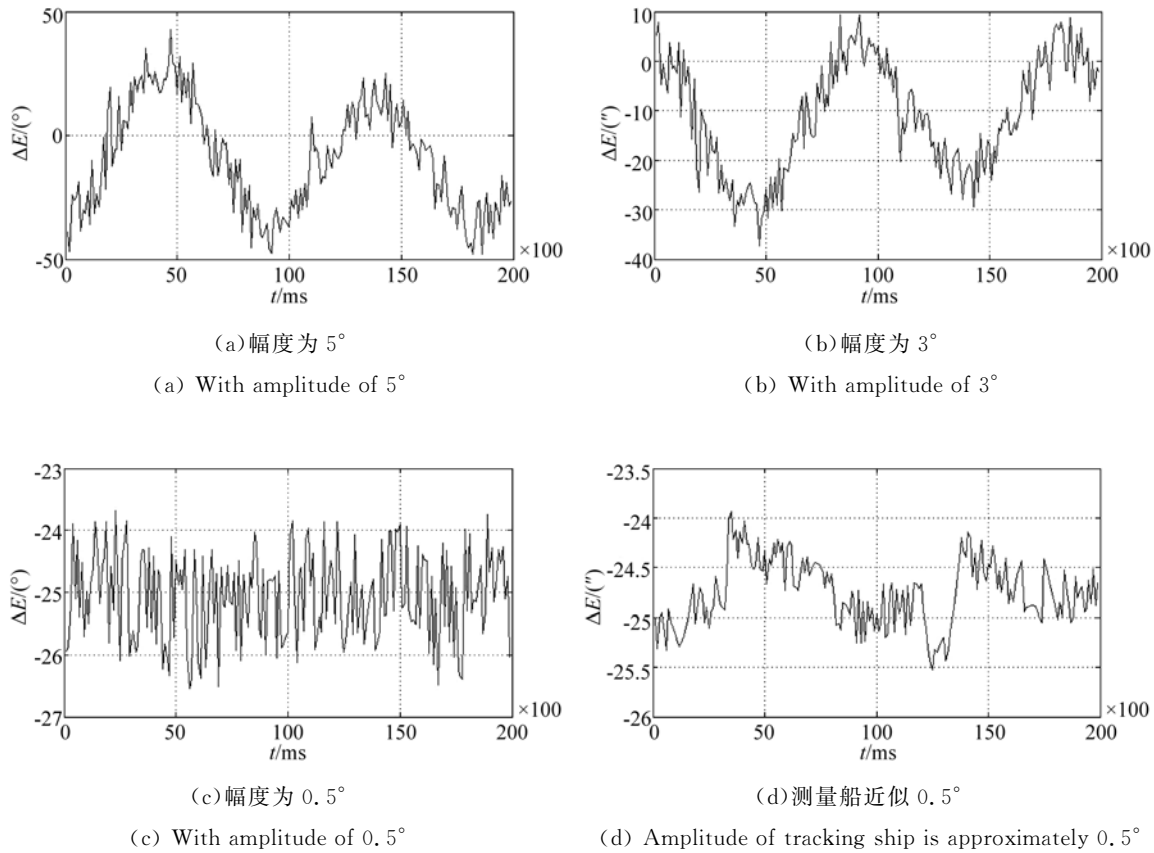 50
0
-50
ΔE/(°)
0 50 100 150 200
×100
t/ms
(a)幅度为 5°
(a) With amplitude of 5°
10
0
-10
-20
-30
-40
ΔE/(″)
0 50 100 150 200
×100
t/ms
(b)幅度为 3°
(b) With amplitude of 3°
-23
-24
-25
-26
-27
ΔE/(°)
0 50 100 150 200
×100
t/ms
(c)幅度为 0.5°
(c) With amplitude of 0.5°
-23.5
-24
-24.5
-25
-25.5
-26
ΔE/(″)
0 50 100 150 200
×100
t/ms
(d)测量船近似 0.5°
(d) Amplitude of tracking ship is approximately 0.5°